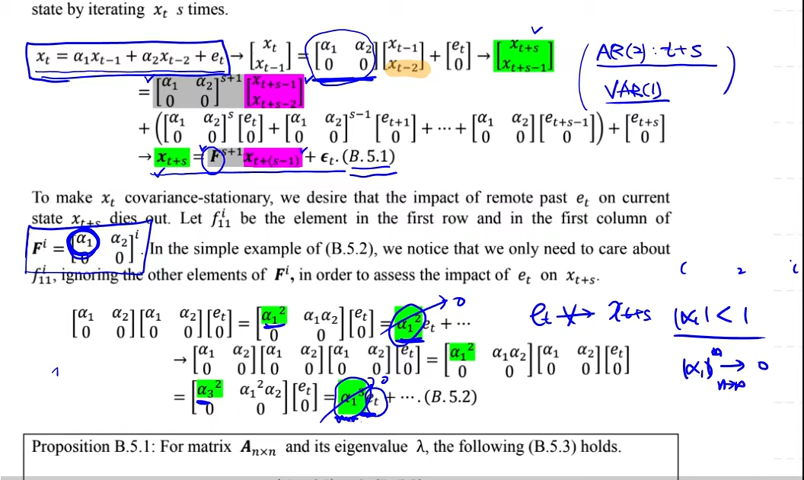 state by iterating x_t s times.
x_t = α_1x_{t−1} + α_2x_{t−2} + e_t → [x_t; x_{t−1}] = [α_1 α_2; 0 0][x_{t−1}; x_{t−2}] + [e_t; 0] → [x_{t+s}; x_{t+s−1}]
(AR(2) : t+s
VAR(1))
= [α_1 α_2; 0 0]^{s+1} [x_{t+s−1}; x_{t+s−2}]
+ ([α_1 α_2; 0 0]^s [e_t; 0] + [α_1 α_2; 0 0]^{s−1} [e_{t+1}; 0] + ⋯ + [α_1 α_2; 0 0][e_{t+s−1}; 0]) + [e_{t+s}; 0]
→ x_{t+s} = F^{s+1}x_{t+(s−1)} + ϵ_t. (B.5.1)
To make x_t covariance-stationary, we desire that the impact of remote past e_t on current
state x_{t+s} dies out. Let f_{11}^i be the element in the first row and in the first column of
F^i = [α_1 α_2; 0 0]^i. In the simple example of (B.5.2), we notice that we only need to care about
f_{11}^i, ignoring the other elements of F^i, in order to assess the impact of e_t on x_{t+s}.
[α_1 α_2; 0 0][α_1 α_2; 0 0][e_t; 0] = [α_1^2 α_1α_2; 0 0][e_t; 0] = α_1^2e_t + ⋯
0
e_t → x_{t+s} |α_1| < 1
→ [α_1 α_2; 0 0][α_1 α_2; 0 0][α_1 α_2; 0 0][e_t; 0] = [α_1^2 α_1α_2; 0 0][α_1 α_2; 0 0][e_t; 0]
|α_1|^n → 0
n→∞
= [α_3^2 α_1^2α_2; 0 0][e_t; 0] = α_1^3e_t + ⋯. (B.5.2)
0
Proposition B.5.1: For matrix A_{n×n} and its eigenvalue λ, the following (B.5.3) holds.